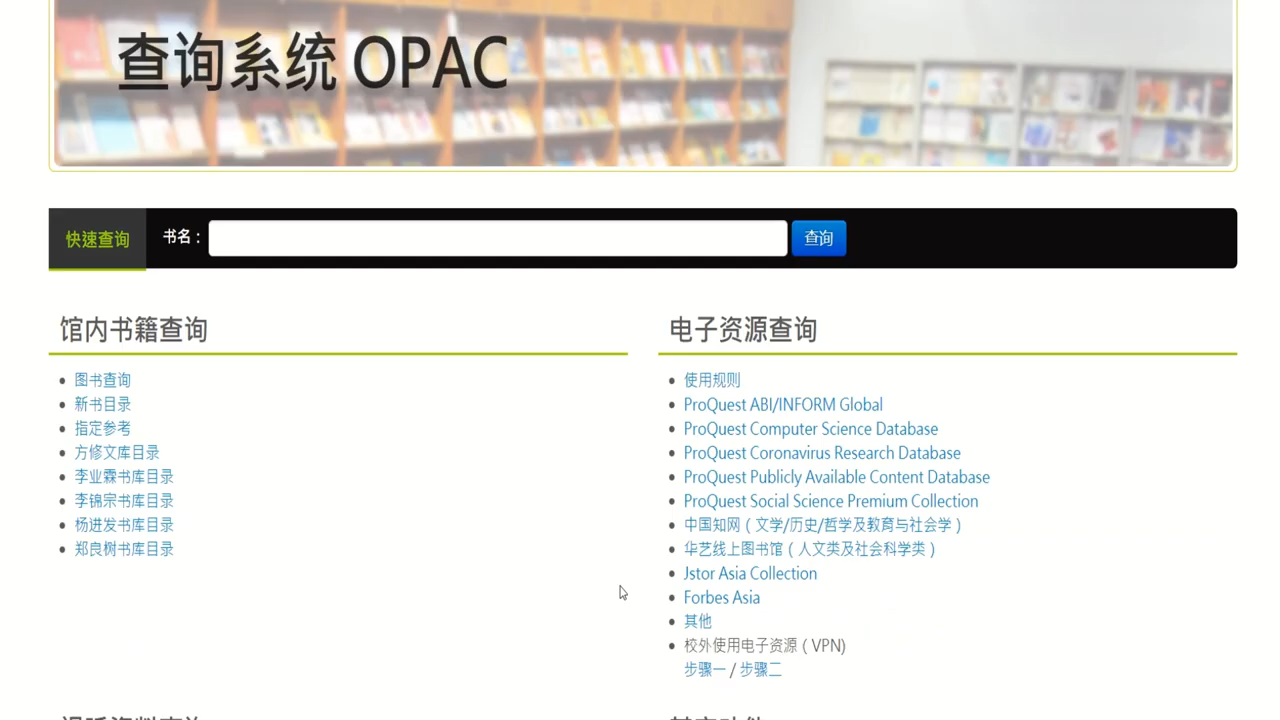 查询系统 OPAC
快速查询
书名：
查询
馆内书籍查询
图书查询
新书目录
指定参考
方修文库目录
李业霖书库目录
李锦宗书库目录
杨进发书库目录
郑良树书库目录
电子资源查询
使用规则
ProQuest ABI/INFORM Global
ProQuest Computer Science Database
ProQuest Coronavirus Research Database
ProQuest Publicly Available Content Database
ProQuest Social Science Premium Collection
中国知网（文学/历史/哲学及教育与社会学）
华艺线上图书馆（人文类及社会科学类）
Jstor Asia Collection
Forbes Asia
其他
校外使用电子资源（VPN)
步骤一 / 步骤二